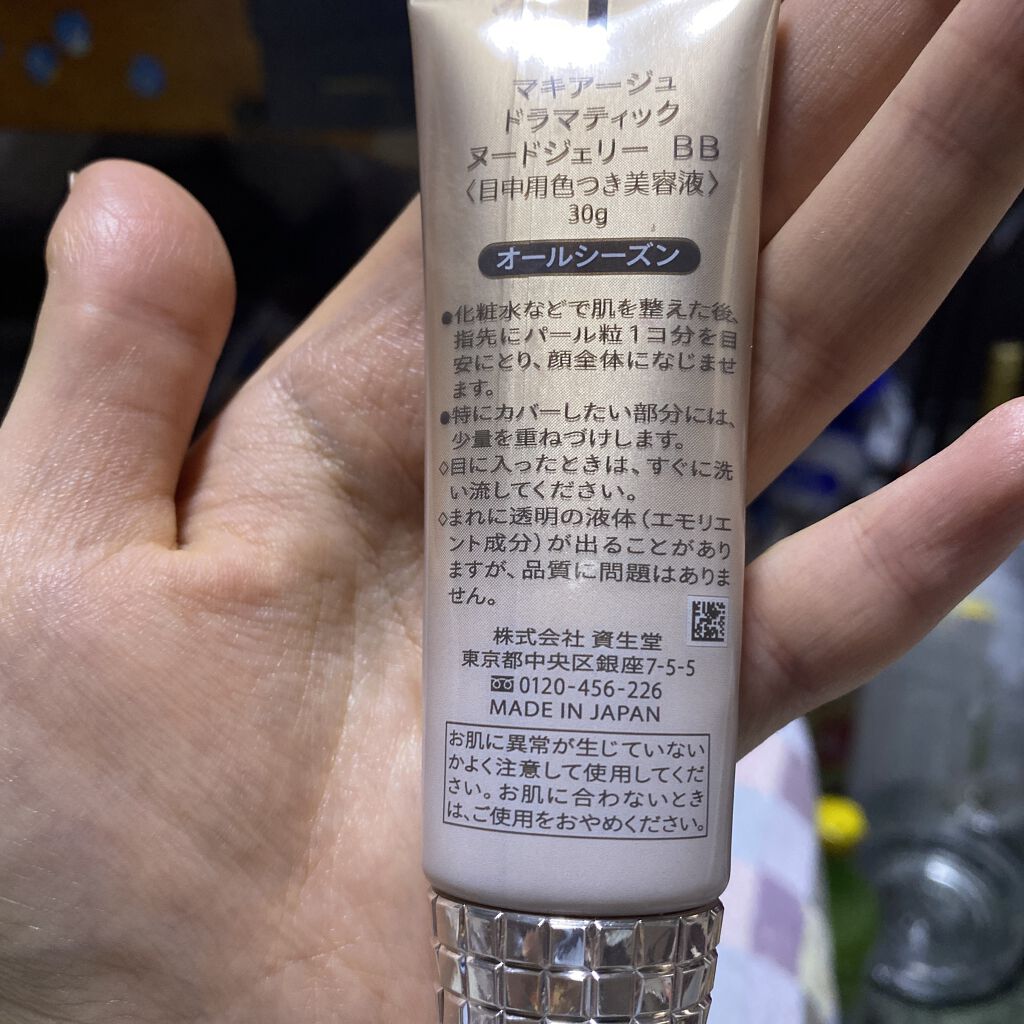 マキアージュ
ドラマティック
ヌードジェリー BB
〈日中用色つき美容液〉
30g
オールシーズン
●化粧水などで肌を整えた後、
指先にパール粒1コ分を目
安にとり、顔全体になじませ
ます。
●特にカバーしたい部分には、
少量を重ねづけします。
◇目に入ったときは、すぐに洗
い流してください。
◇まれに透明の液体(エモリエ
ント成分)が出ることがあり
ますが、品質に問題はありま
せん。
株式会社 資生堂
東京都中央区銀座7-5-5
0120-456-226
MADE IN JAPAN
お肌に異常が生じていない
かよく注意して使用してくだ
さい。お肌に合わないとき
は、ご使用をおやめください。